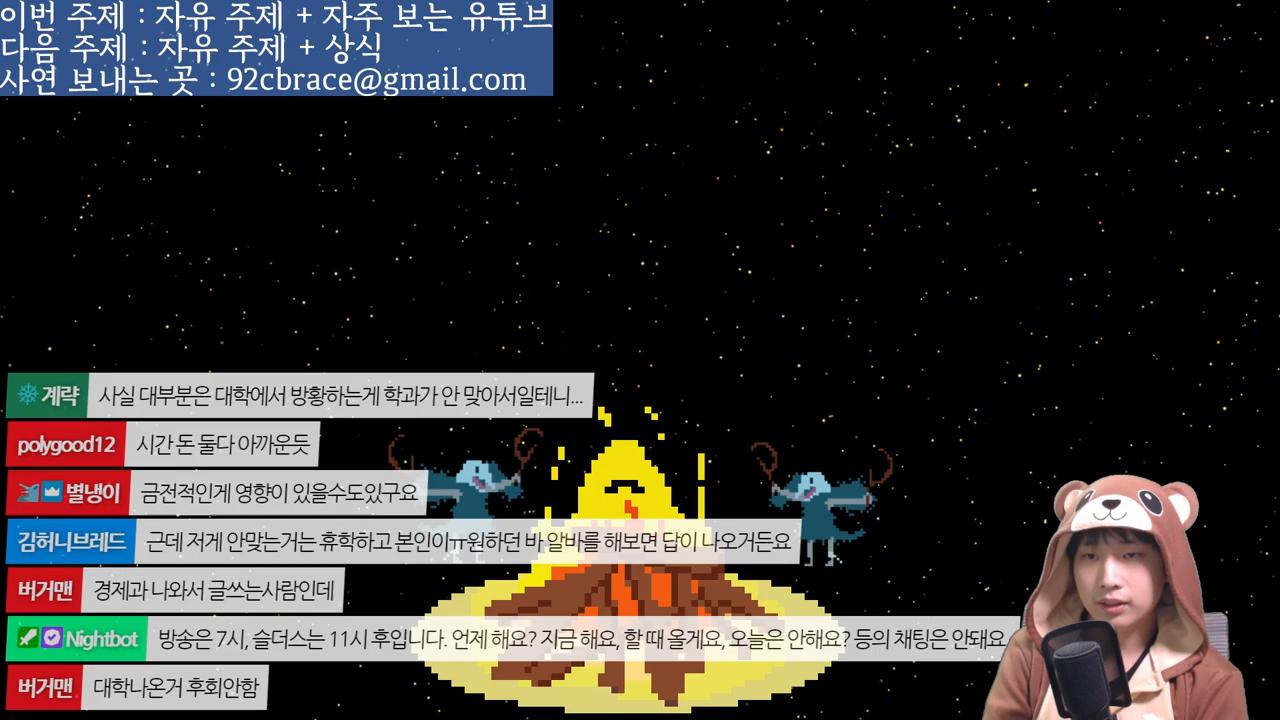 이번 주제 : 자유 주제 + 자주 보는 유튜브
다음 주제 : 자유 주제 + 상식
사연 보내는 곳 : 92cbrace@gmail.com
계략 사실 대부분은 대학에서 방황하는게 학과가 안 맞아서일테니...
polygood12 시간 돈 둘다 아까운듯
별냉이 금전적인게 영향이 있을수도있구요
김허니브레드 근데 저게 안맞는거는 휴학하고 본인이ㅠ원하던 바 알바를 해보면 답이 나오거든요
버거맨 경제과 나와서 글쓰는사람인데
Nightbot 방송은 7시, 슬더스는 11시 후입니다. 언제 해요? 지금 해요, 할 때 올게요, 오늘은 안해요? 등의 채팅은 안돼요.
버거맨 대학나온거 후회안함